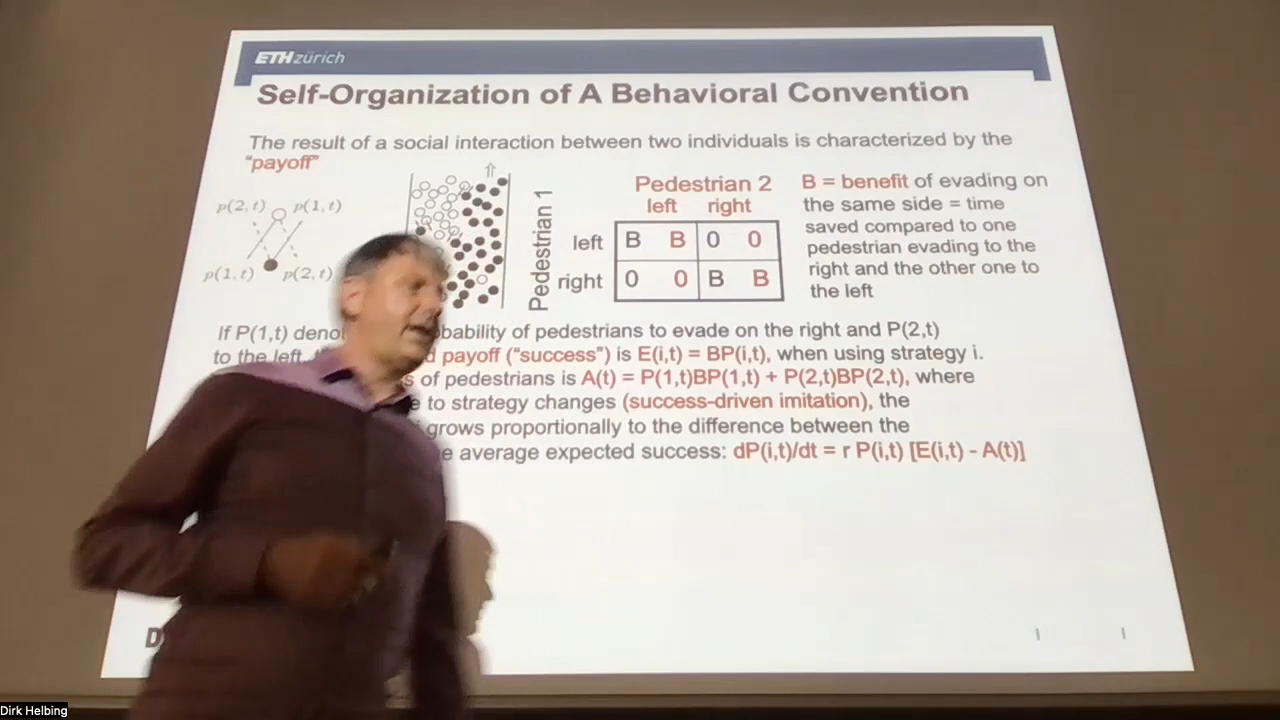 ETHzürich
Self-Organization of A Behavioral Convention
The result of a social interaction between two individuals is characterized by the
“payoff”
p(2,t) p(1,t)
p(1,t) p(2,t)
Pedestrian 1
Pedestrian 2
left right
left B B 0 0
right 0 0 B B
B = benefit of evading on
the same side = time
saved compared to one
pedestrian evading to the
right and the other one to
the left
If P(1,t) of pedestrians to evade on the right and P(2,t)
to the left, payoff (“success”) is E(i,t) = BP(i,t), when using strategy i.
of pedestrians is A(t) = P(1,t)BP(1,t) + P(2,t)BP(2,t), where
to strategy changes (success-driven imitation), the
grows proportionally to the difference between the
average expected success: dP(i,t)/dt = r P(i,t) [E(i,t) - A(t)]
Dirk Helbing